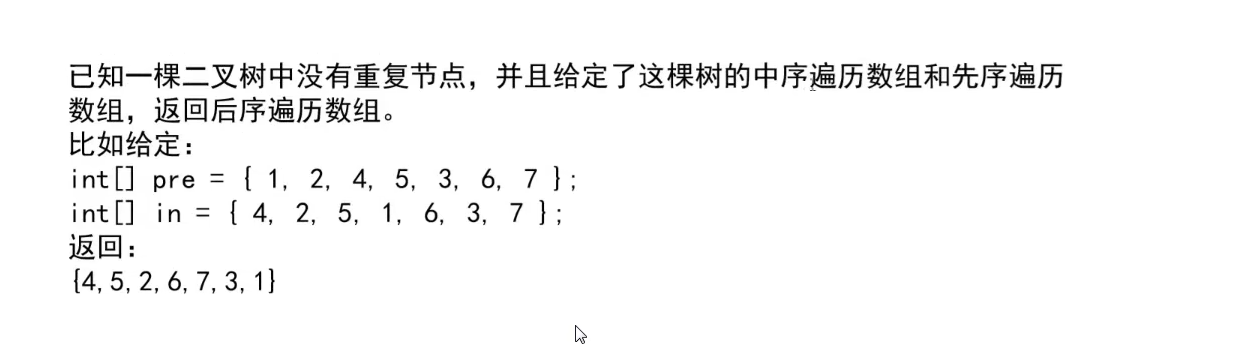 已知一棵二叉树中没有重复节点，并且给定了这棵树的中序遍历数组和先序遍历
数组，返回后序遍历数组。
比如给定：
int[] pre = { 1, 2, 4, 5, 3, 6, 7 };
int[] in = { 4, 2, 5, 1, 6, 3, 7 };
返回：
{4,5,2,6,7,3,1}